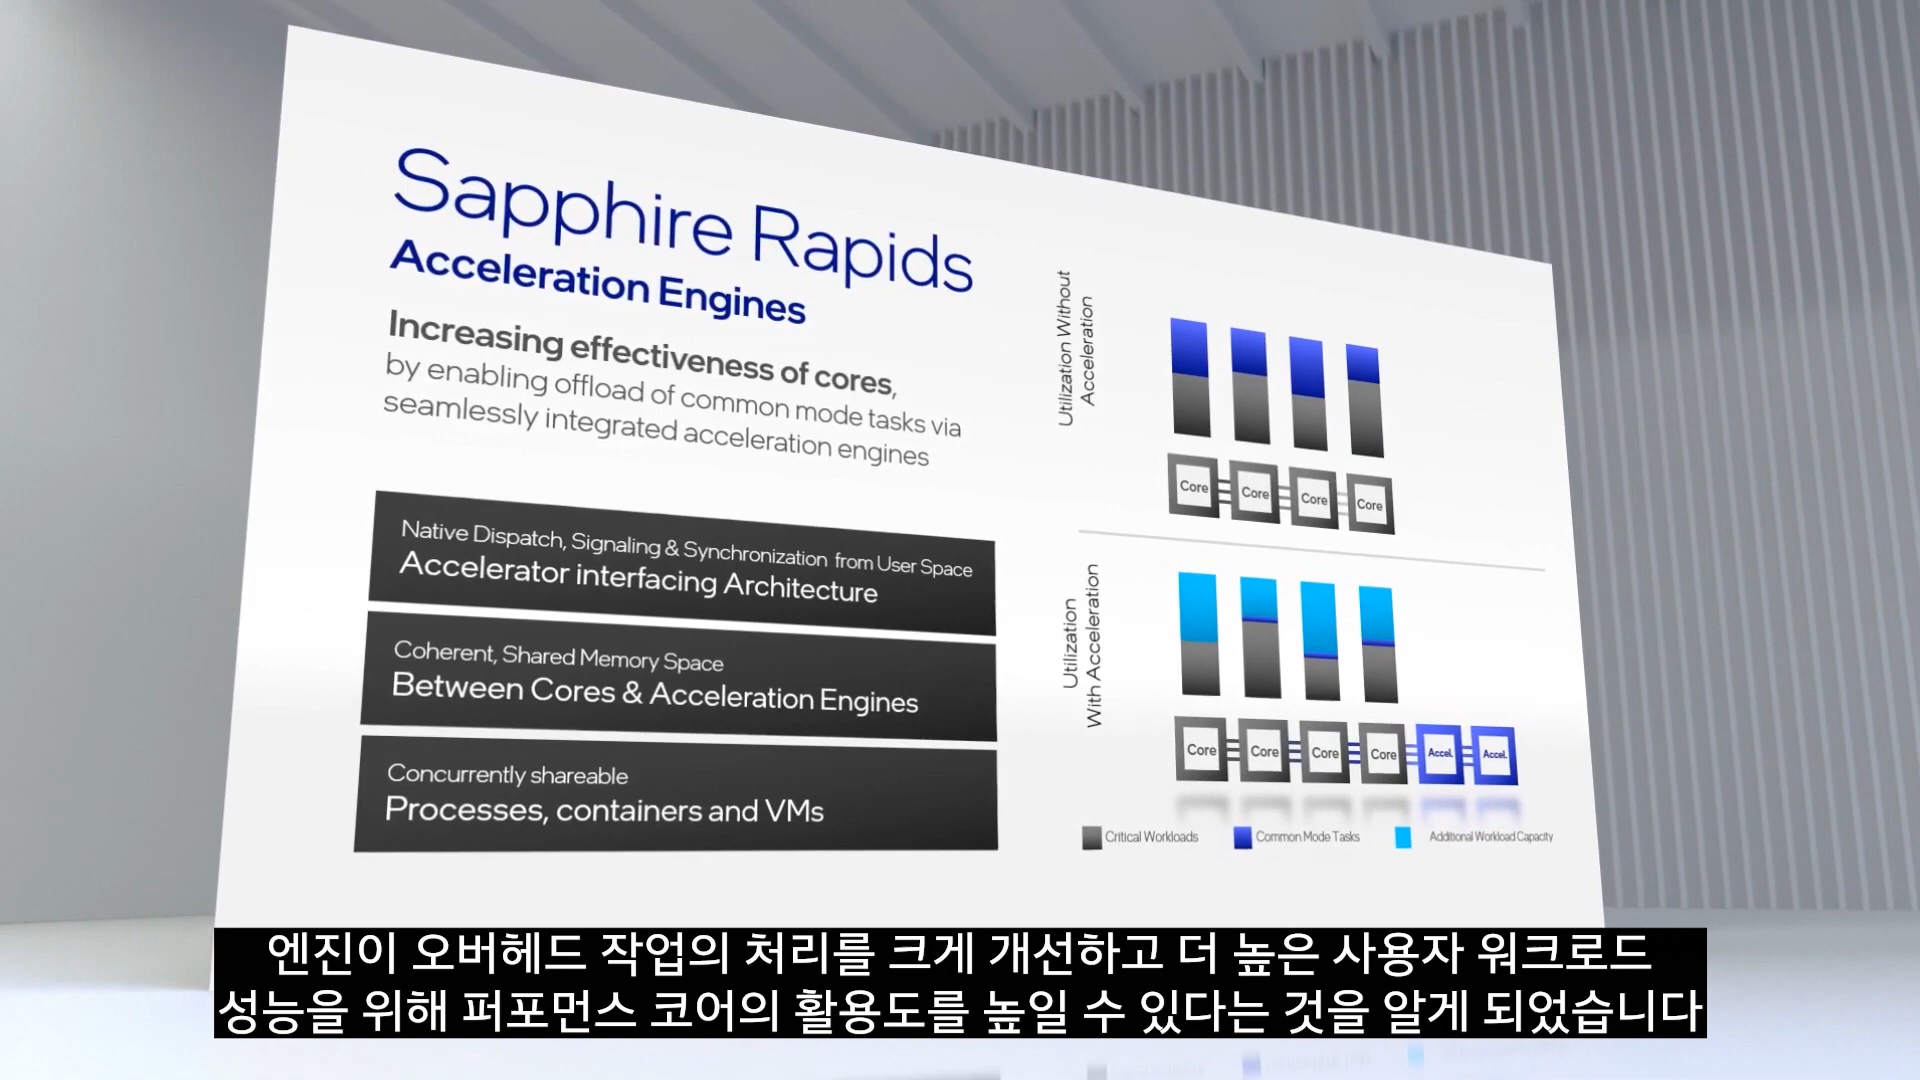 Sapphire Rapids
Acceleration Engines
Increasing effectiveness of cores,
by enabling offload of common mode tasks via
seamlessly integrated acceleration engines
Native Dispatch, Signaling & Synchronization from User Space
Accelerator interfacing Architecture
Coherent, Shared Memory Space
Between Cores & Acceleration Engines
Concurrently shareable
Processes, containers and VMs
Utilization Without
Acceleration
Core Core Core Core
Utilization
With Acceleration
Core Core Core Core Accel. Accel.
Critical Workloads Common Mode Tasks Additional Workload Capacity
엔진이 오버헤드 작업의 처리를 크게 개선하고 더 높은 사용자 워크로드
성능을 위해 퍼포먼스 코어의 활용도를 높일 수 있다는 것을 알게 되었습니다